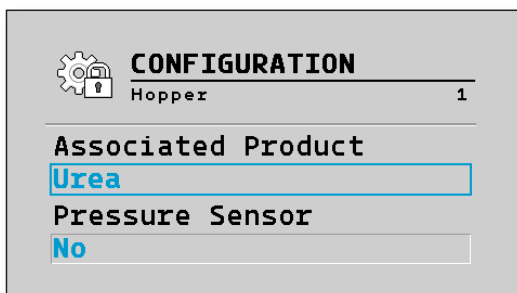 CONFIGURATION
Hopper 1
Associated Product
Urea
Pressure Sensor
No